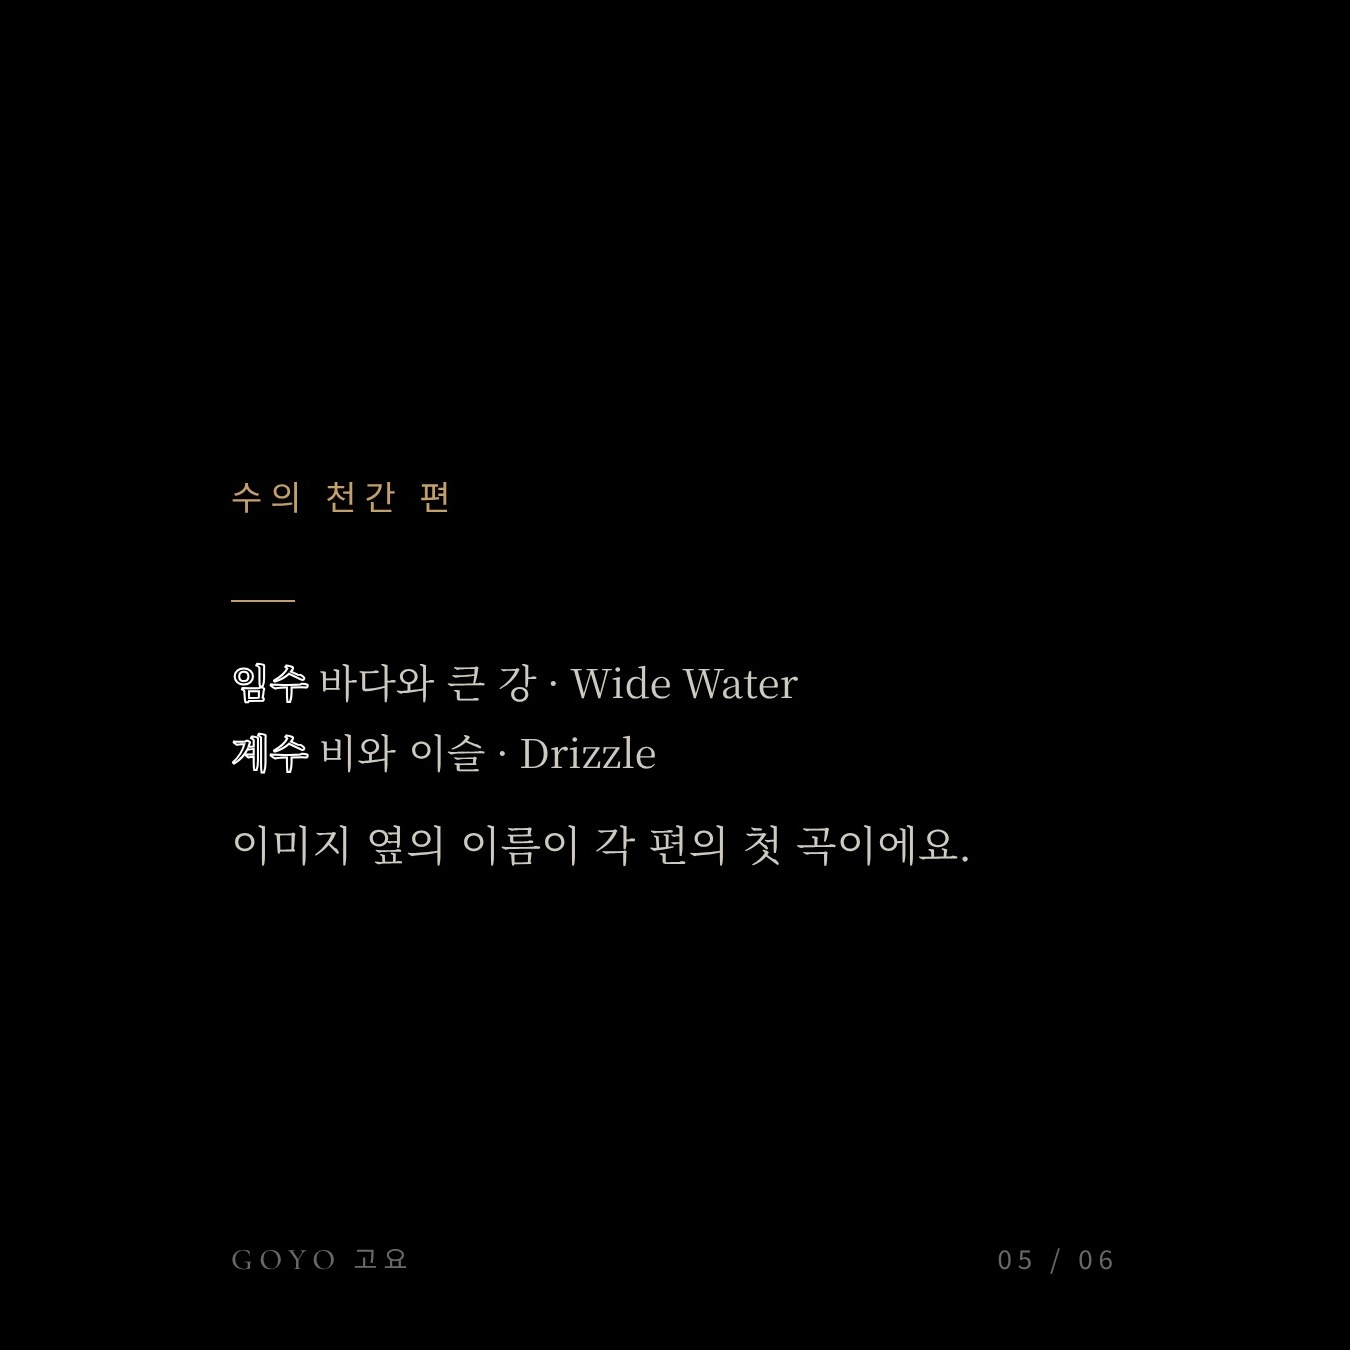 수의 천간 편
임수 바다와 큰 강 · Wide Water
계수 비와 이슬 · Drizzle
이미지 옆의 이름이 각 편의 첫 곡이에요.
GOYO 고요
05 / 06